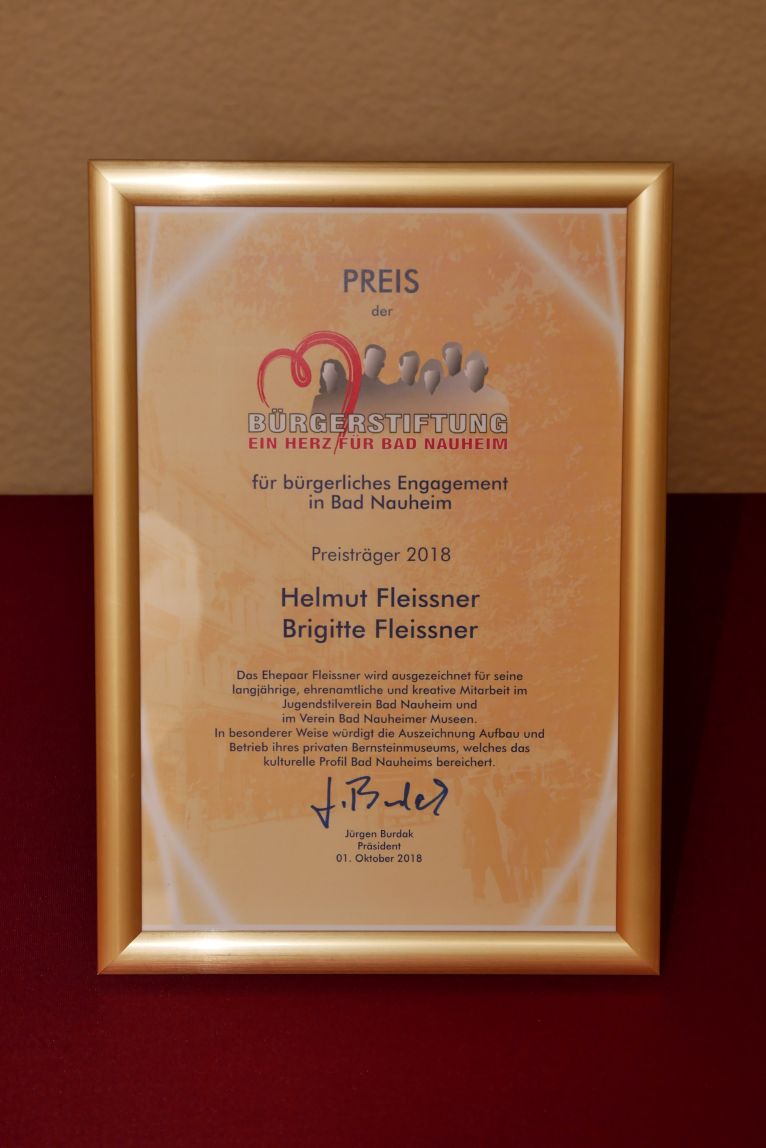 PREIS
der
BÜRGERSTIFTUNG
EIN HERZ FÜR BAD NAUHEIM
für bürgerliches Engagement
in Bad Nauheim
Preisträger 2018
Helmut Fleissner
Brigitte Fleissner
Das Ehepaar Fleissner wird ausgezeichnet für seine
langjährige, ehrenamtliche und kreative Mitarbeit im
Jugendstilverein Bad Nauheim und
im Verein Bad Nauheimer Museen.
In besonderer Weise würdigt die Auszeichnung Aufbau und
Betrieb ihres privaten Bernsteinmuseums, welches das
kulturelle Profil Bad Nauheims bereichert.
J. Burdak
Jürgen Burdak
Präsident
01. Oktober 2018